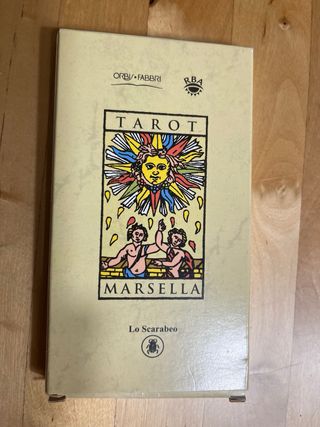 ORBIS•FABBRI
RBA
TAROT
MARSELLA
Lo Scarabeo